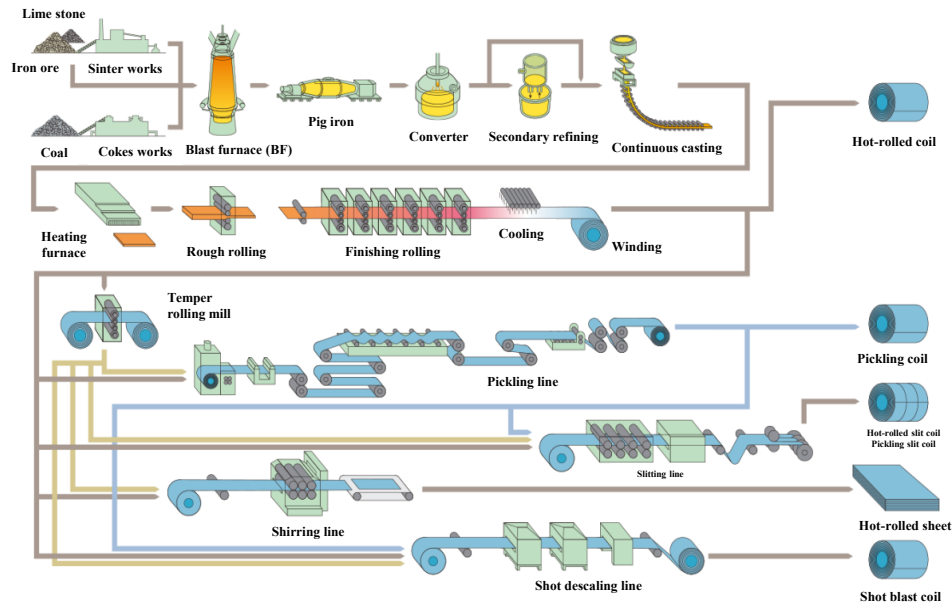 Lime stone
Iron ore
Sinter works
Coal
Cokes works
Blast furnace (BF)
Pig iron
Converter
Secondary refining
Continuous casting
Hot-rolled coil
Heating
furnace
Rough rolling
Finishing rolling
Cooling
Winding
Temper
rolling mill
Pickling line
Pickling coil
Hot-rolled slit coil
Pickling slit coil
Slitting line
Shirring line
Hot-rolled sheet
Shot descaling line
Shot blast coil